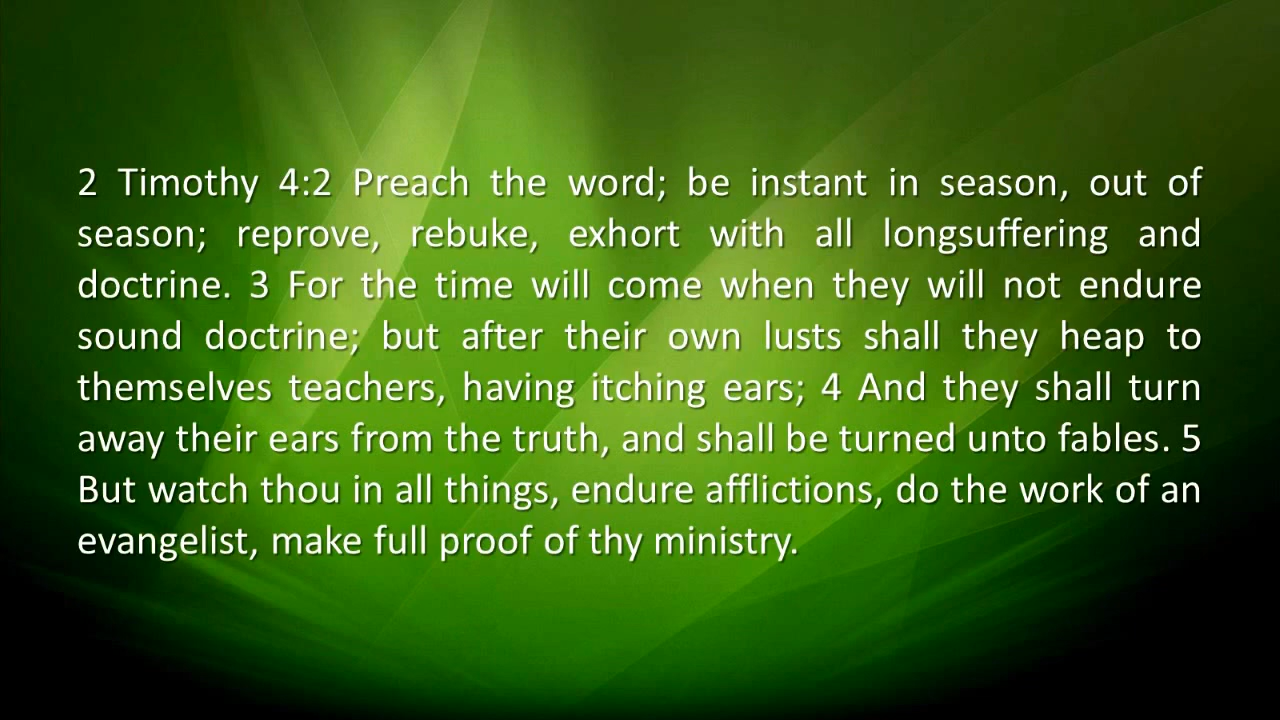 2 Timothy 4:2 Preach the word; be instant in season, out of
season; reprove, rebuke, exhort with all longsuffering and
doctrine. 3 For the time will come when they will not endure
sound doctrine; but after their own lusts shall they heap to
themselves teachers, having itching ears; 4 And they shall turn
away their ears from the truth, and shall be turned unto fables. 5
But watch thou in all things, endure afflictions, do the work of an
evangelist, make full proof of thy ministry.